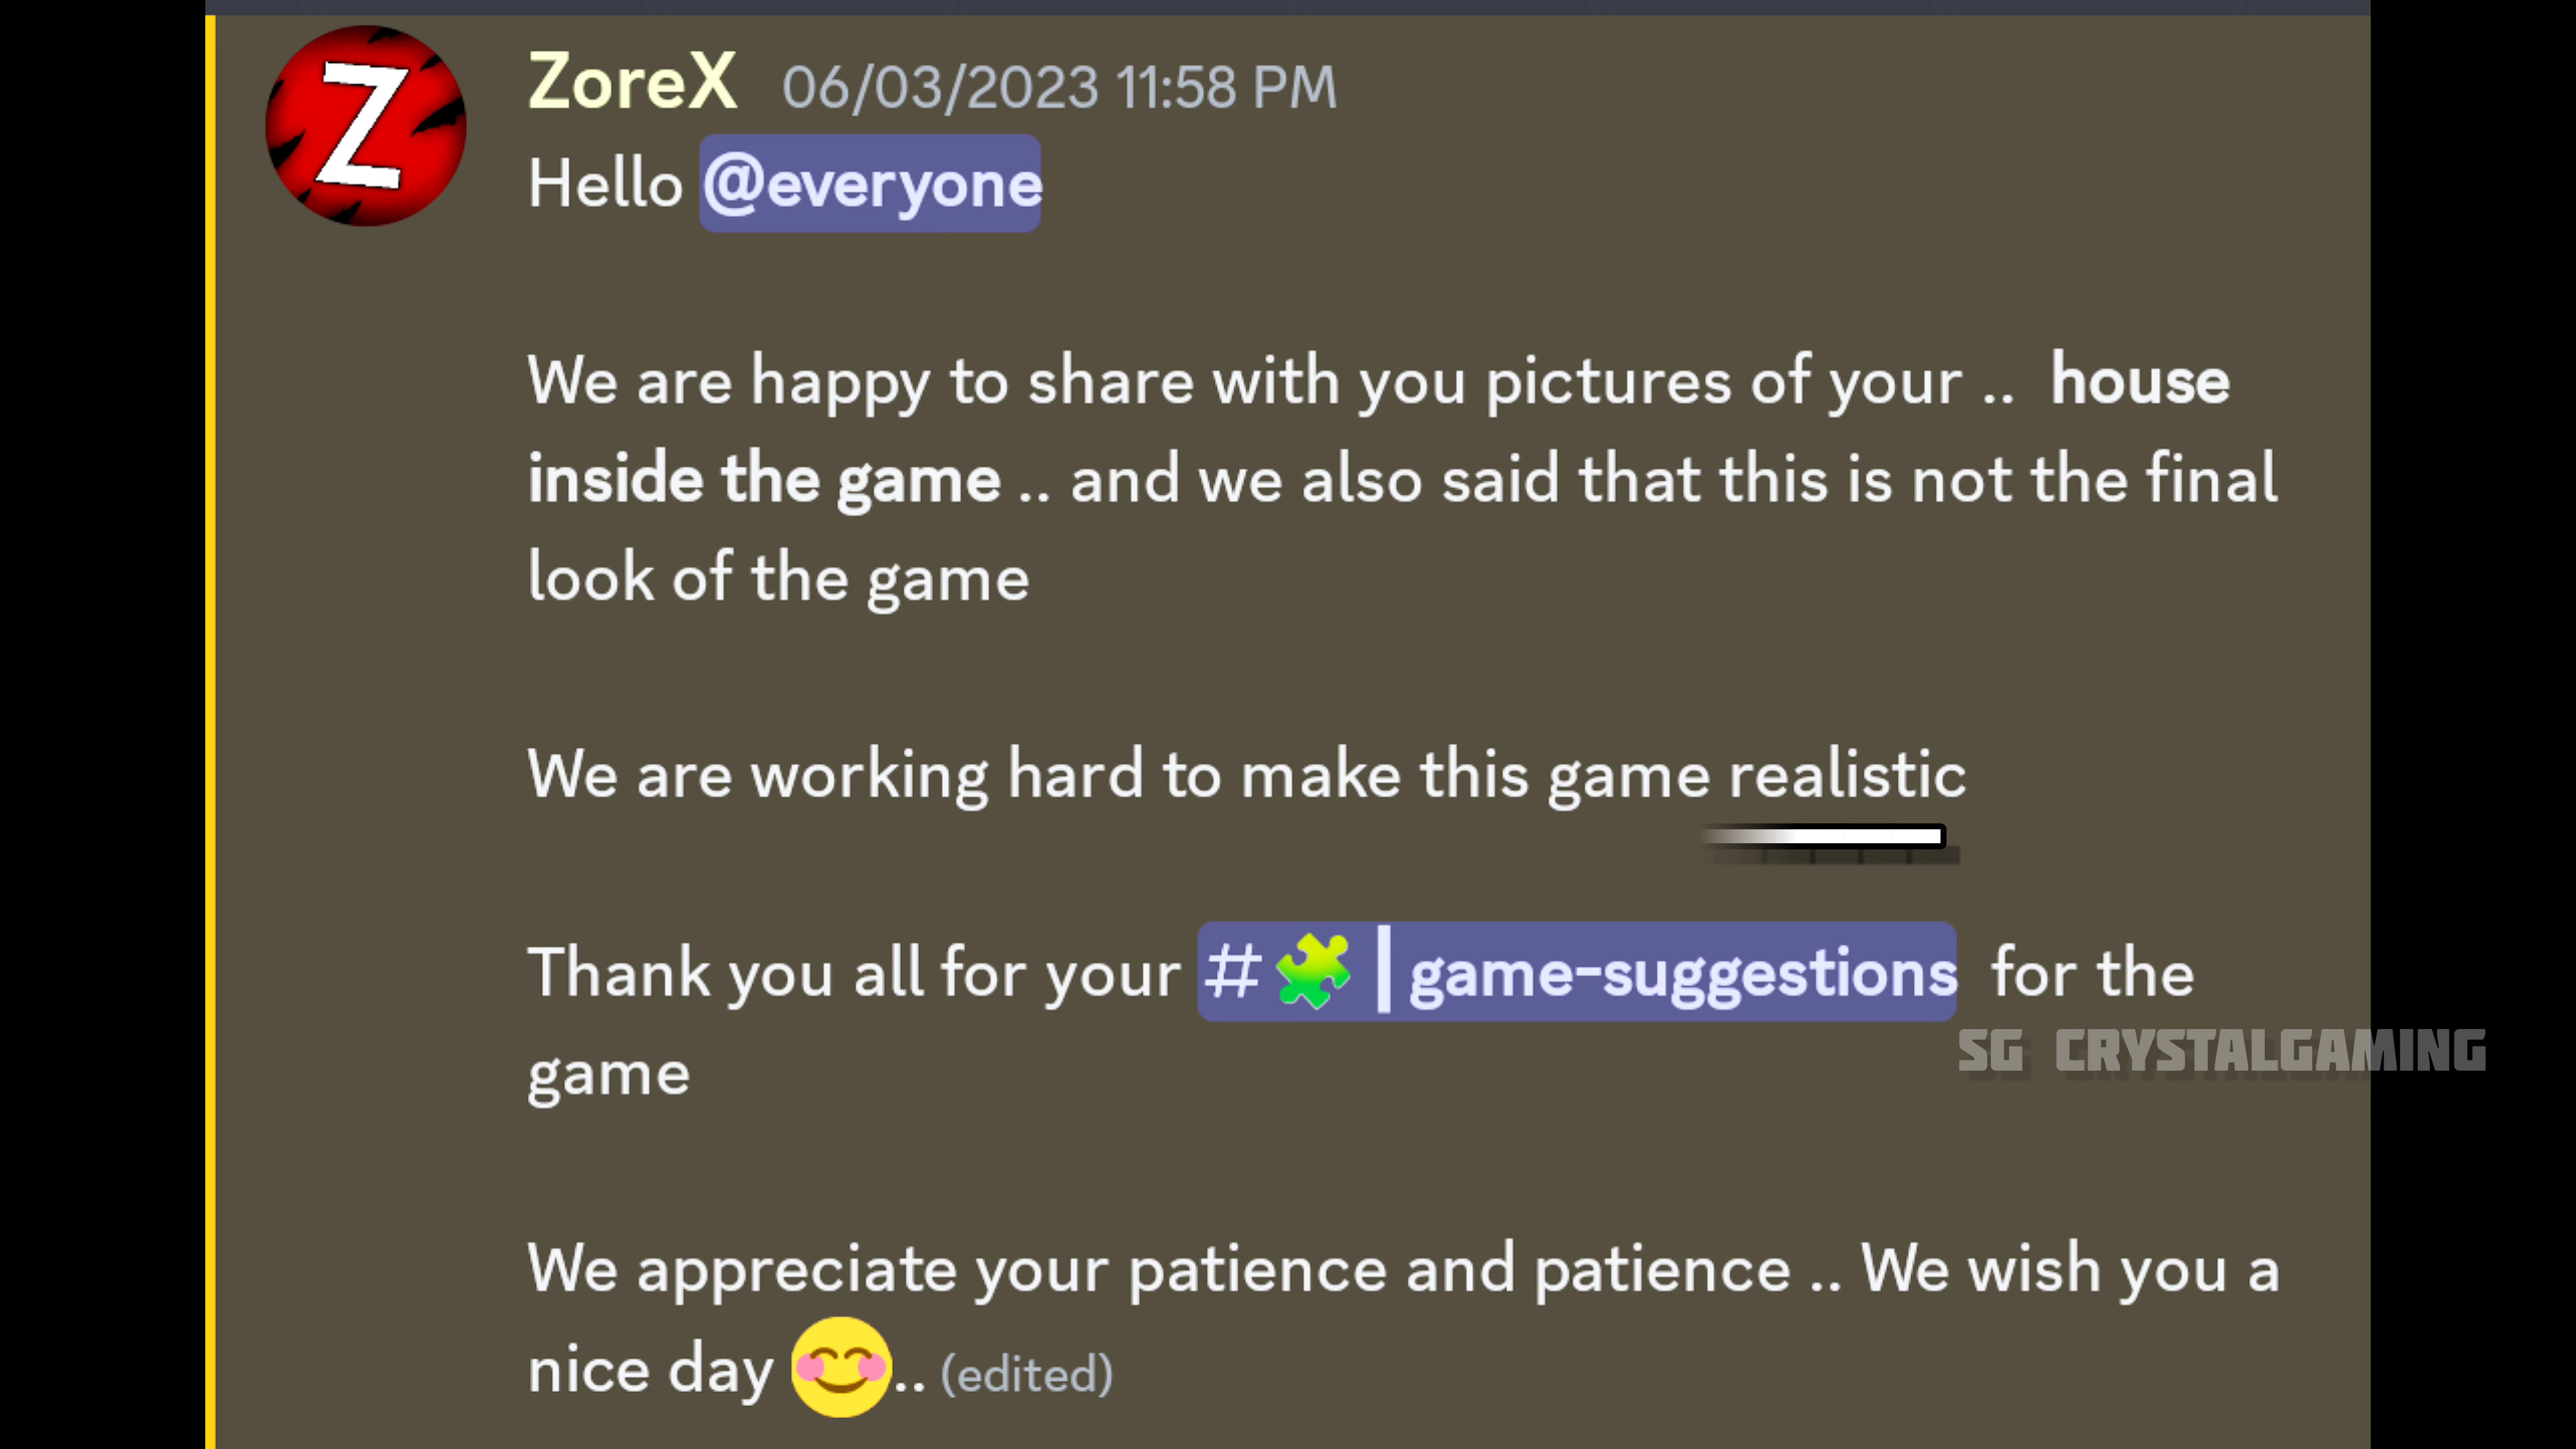 Z
ZoreX 06/03/2023 11:58 PM
Hello @everyone
We are happy to share with you pictures of your .. house
inside the game .. and we also said that this is not the final
look of the game
We are working hard to make this game realistic
Thank you all for your #🧩┃game-suggestions for the
game
SG CRYSTALGAMING
We appreciate your patience and patience .. We wish you a
nice day 😊.. (edited)